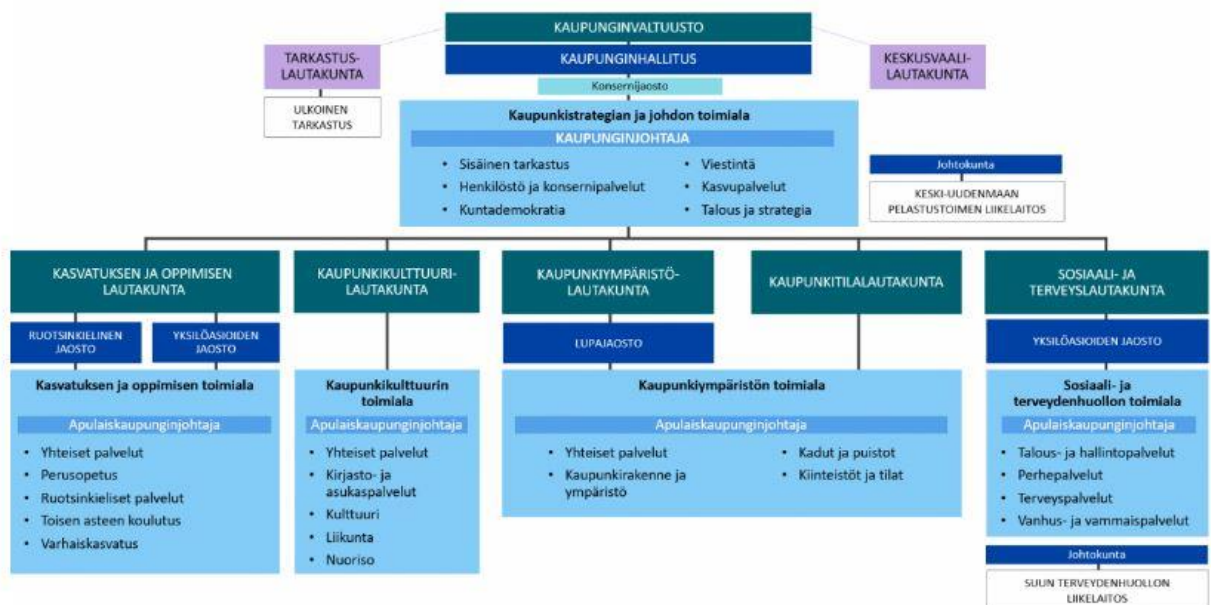 KAUPUNGINVALTUUSTO
TARKASTUS-
LAUTAKUNTA
KAUPUNGINHALLITUS
KESKUSVAALI-
LAUTAKUNTA
Konsernijaosto
ULKOINEN
TARKASTUS
Kaupunkistrategian ja johdon toimiala
KAUPUNGINJOHTAJA
• Sisäinen tarkastus
• Henkilöstö ja konsernipalvelut
• Kuntademokratia
• Viestintä
• Kasvupalvelut
• Talous ja strategia
Johtokunta
KESKI-UUDENMAAN
PELASTUSTOIMEN LIIKELAITOS
KASVATUKSEN JA OPPIMISEN
LAUTAKUNTA
KAUPUNKIKULTTUURI-
LAUTAKUNTA
KAUPUNKIYMPÄRISTÖ-
LAUTAKUNTA
KAUPUNKITILALAUTAKUNTA
SOSIAALI- JA
TERVEYSLAUTAKUNTA
RUOTSINKIELINEN
JAOSTO
YKSILÖASIOIDEN
JAOSTO
LUPAJAOSTO
YKSILÖASIOIDEN JAOSTO
Kasvatuksen ja oppimisen toimiala
Apulaiskaupunginjohtaja
• Yhteiset palvelut
• Perusopetus
• Ruotsinkieliset palvelut
• Toisen asteen koulutus
• Varhaiskasvatus
Kaupunkikulttuurin
toimiala
Apulaiskaupunginjohtaja
• Yhteiset palvelut
• Kirjasto- ja
asukaspalvelut
• Kulttuuri
• Liikunta
• Nuoriso
Kaupunkiympäristön toimiala
Apulaiskaupunginjohtaja
• Yhteiset palvelut
• Kaupunkirakenne ja
ympäristö
• Kadut ja puistot
• Kiinteistöt ja tilat
Sosiaali- ja
terveydenhuollon toimiala
Apulaiskaupunginjohtaja
• Talous- ja hallintopalvelut
• Perhepalvelut
• Terveyspalvelut
• Vanhus- ja vammaispalvelut
Johtokunta
SUUN TERVEYDENHUOLLON
LIIKELAITOS